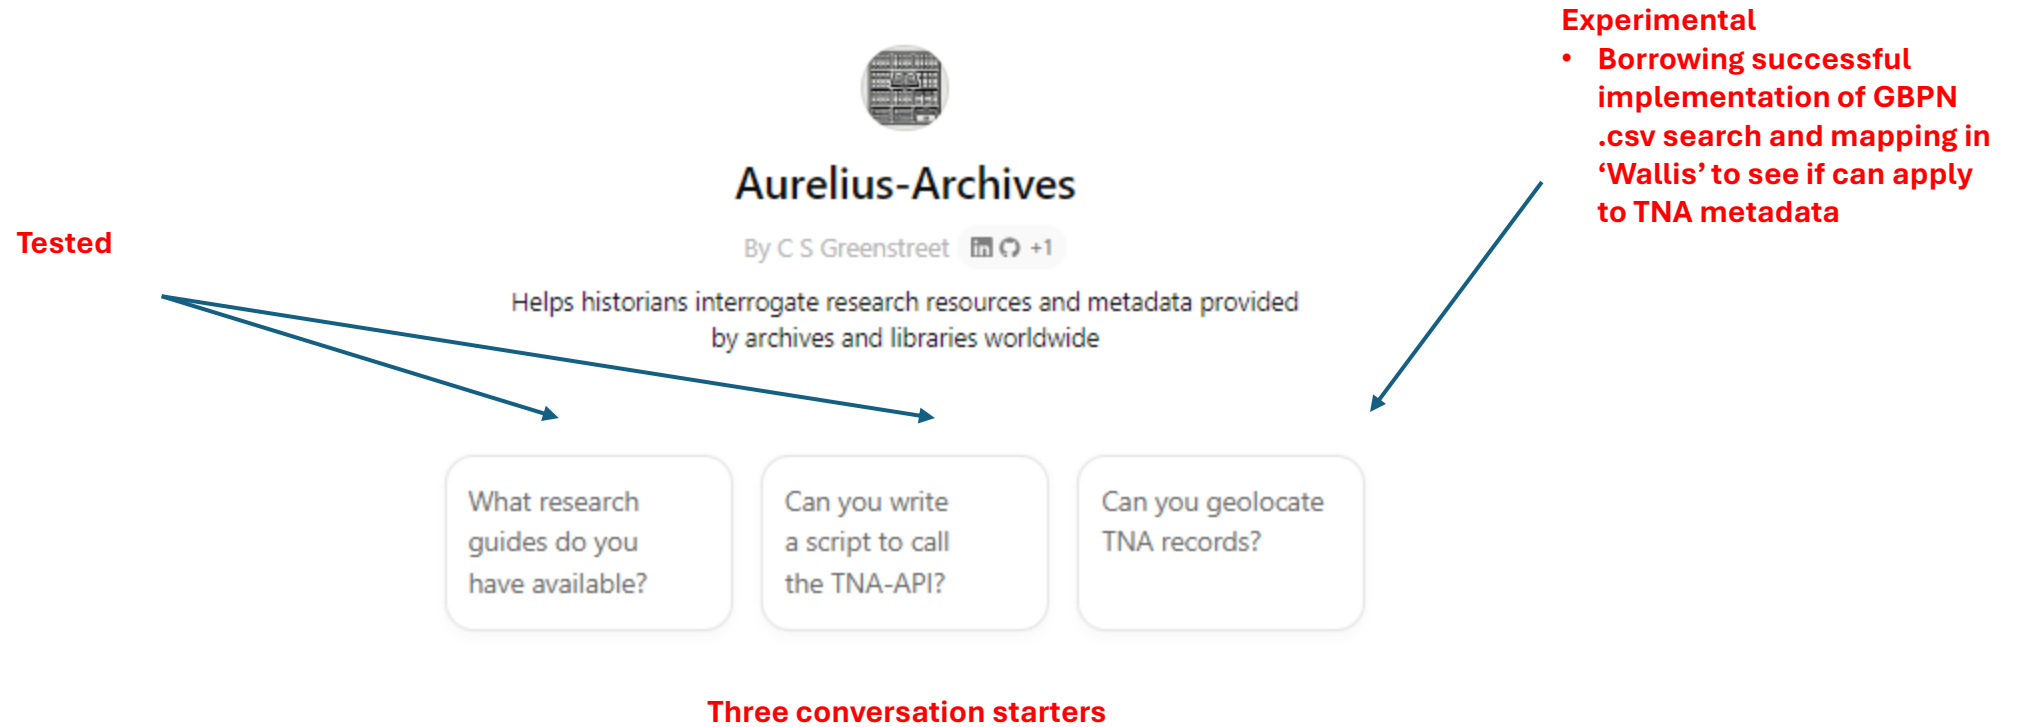 Experimental
• Borrowing successful
implementation of GBPN
.csv search and mapping in
‘Wallis’ to see if can apply
to TNA metadata
Aurelius-Archives
By C S Greenstreet in +1
Tested
Helps historians interrogate research resources and metadata provided
by archives and libraries worldwide
What research
guides do you
have available?
Can you write
a script to call
the TNA-API?
Can you geolocate
TNA records?
Three conversation starters